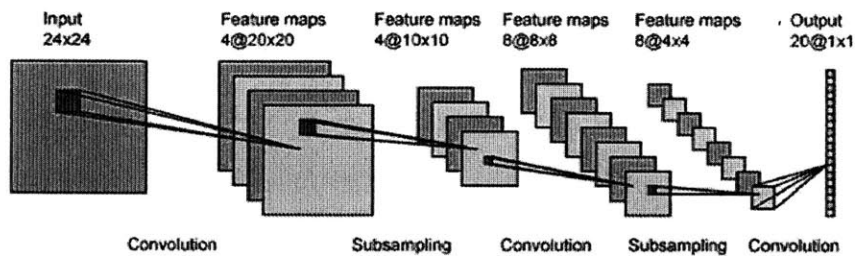 Input
24x24
Feature maps
4@20x20
Feature maps
4@10x10
Feature maps
8@8x8
Feature maps
8@4x4
Output
20@1x1
Convolution
Subsampling
Convolution
Subsampling
Convolution